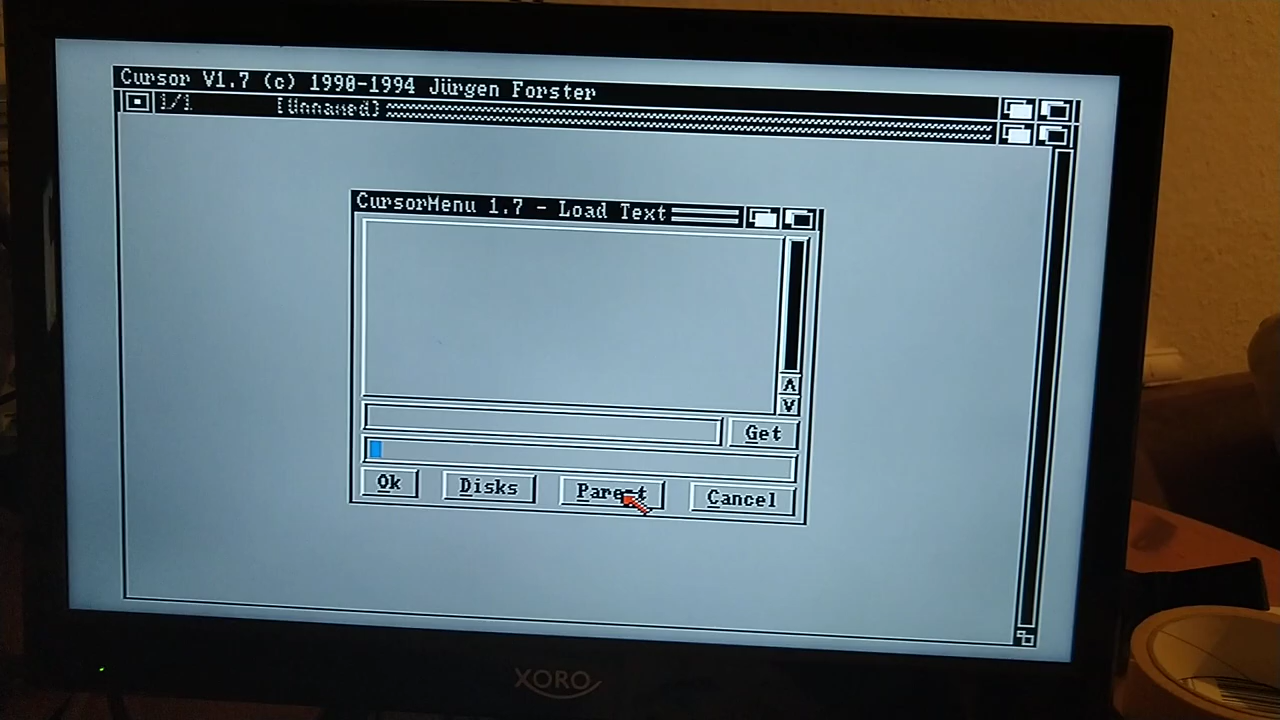 Cursor V1.7 (c) 1990-1994 Jürgen Forster
1/1 [Unnamed]
CursorMenu 1.7 - Load Text
Get
Ok Disks Parent Cancel
XORO